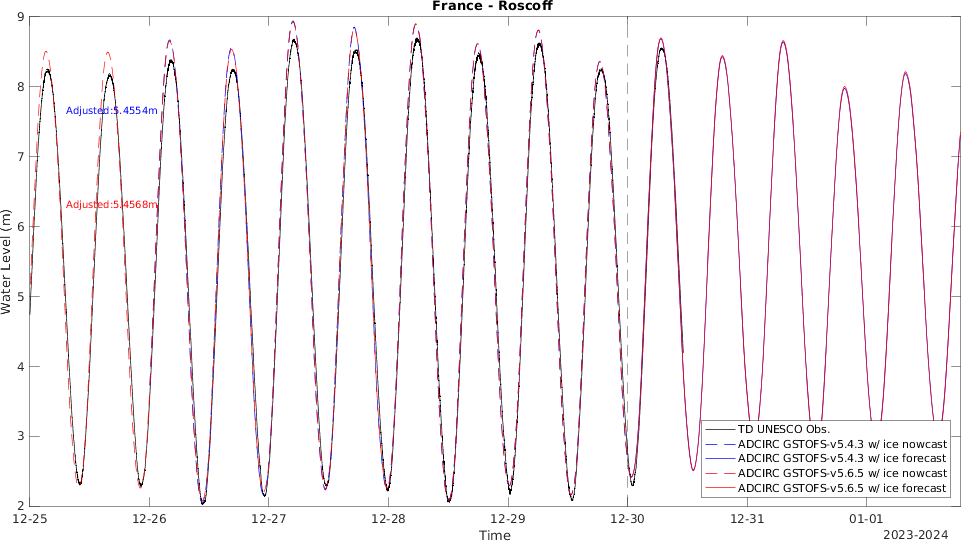 France - Roscoff
9
8
7
6
5
4
3
2
Water Level (m)
Adjusted:5.4554m
Adjusted:5.4568m
TD UNESCO Obs.
ADCIRC GSTOFS-v5.4.3 w/ ice nowcast
ADCIRC GSTOFS-v5.4.3 w/ ice forecast
ADCIRC GSTOFS-v5.6.5 w/ ice nowcast
ADCIRC GSTOFS-v5.6.5 w/ ice forecast
12-25 12-26 12-27 12-28 12-29 12-30 12-31 01-01
Time
2023-2024